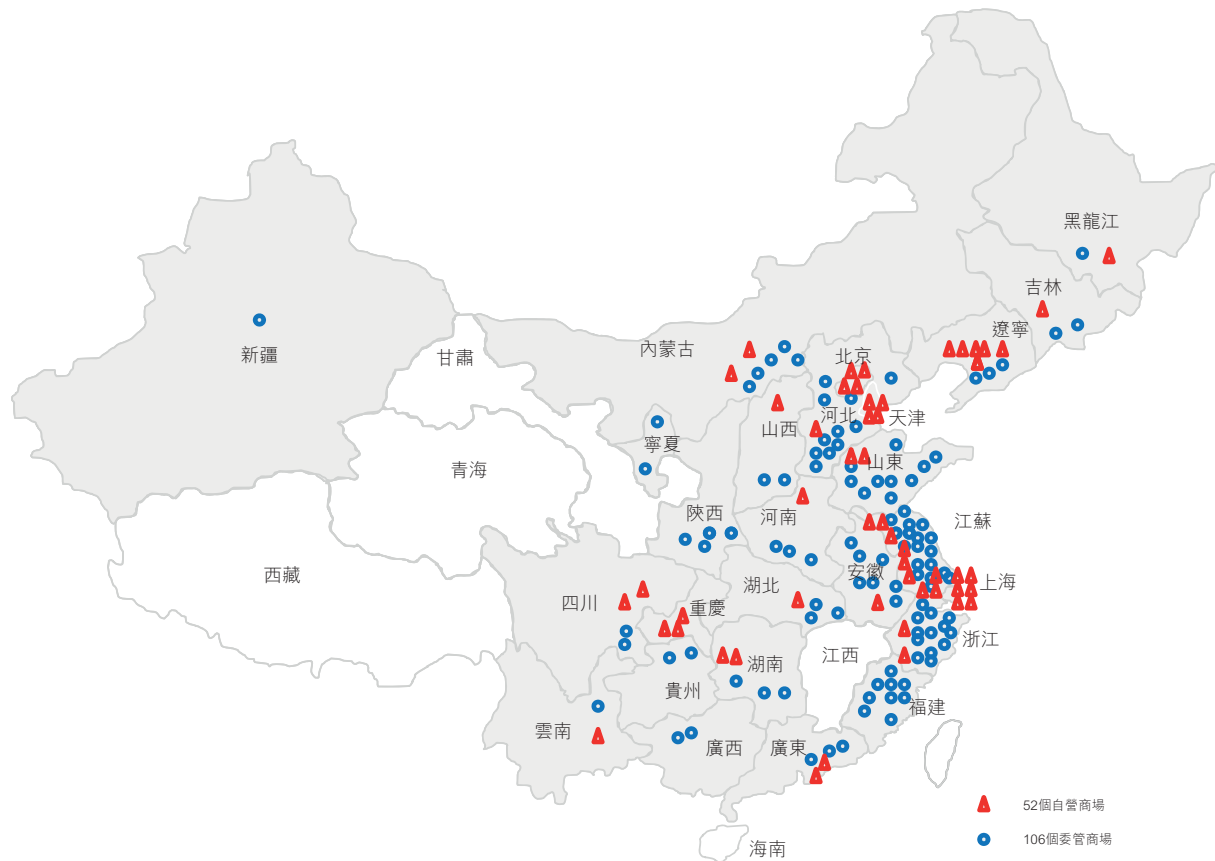 黑龍江
吉林
遼寧
內蒙古
北京
新疆
甘肅
天津
河北
山西
寧夏
山東
青海
陝西
河南
江蘇
西藏
安徽
湖北
上海
四川
重慶
浙江
江西
湖南
貴州
福建
雲南
廣西
廣東
海南
52個自營商場
106個委管商場